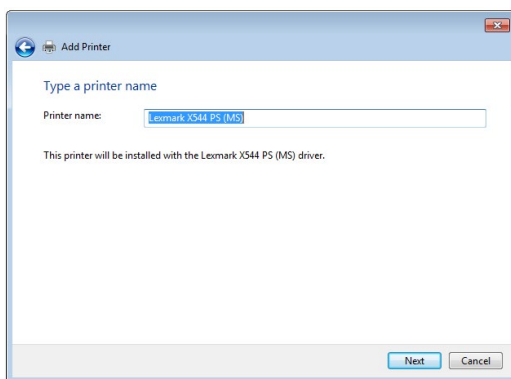 Add Printer
Type a printer name
Printer name: Lexmark X544 PS (MS)
This printer will be installed with the Lexmark X544 PS (MS) driver.
Next Cancel